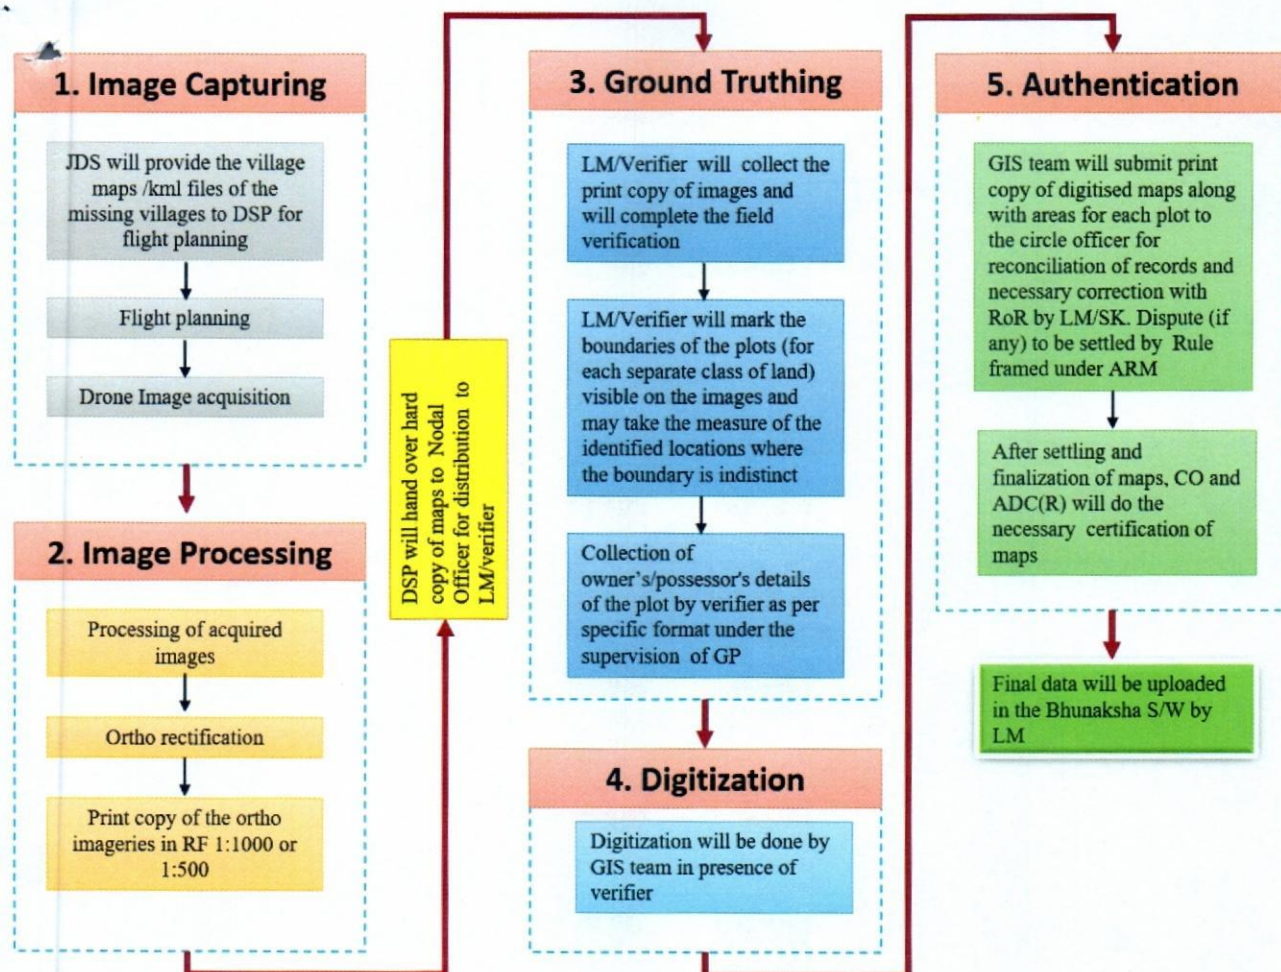 1. Image Capturing
JDS will provide the village
maps /kml files of the
missing villages to DSP for
flight planning
Flight planning
Drone Image acquisition
2. Image Processing
Processing of acquired
images
Ortho rectification
Print copy of the ortho
imageries in RF 1:1000 or
1:500
DSP will hand over hard
copy of maps to Nodal
Officer for distribution to
LM/verifier
3. Ground Truthing
LM/Verifier will collect the
print copy of images and
will complete the field
verification
LM/Verifier will mark the
boundaries of the plots (for
each separate class of land)
visible on the images and
may take the measure of the
identified locations where
the boundary is indistinct
Collection of
owner's/possessor's details
of the plot by verifier as per
specific format under the
supervision of GP
4. Digitization
Digitization will be done by
GIS team in presence of
verifier
5. Authentication
GIS team will submit print
copy of digitised maps along
with areas for each plot to
the circle officer for
reconciliation of records and
necessary correction with
RoR by LM/SK. Dispute (if
any) to be settled by Rule
framed under ARM
After settling and
finalization of maps, CO and
ADC(R) will do the
necessary certification of
maps
Final data will be uploaded
in the Bhunaksha S/W by
LM